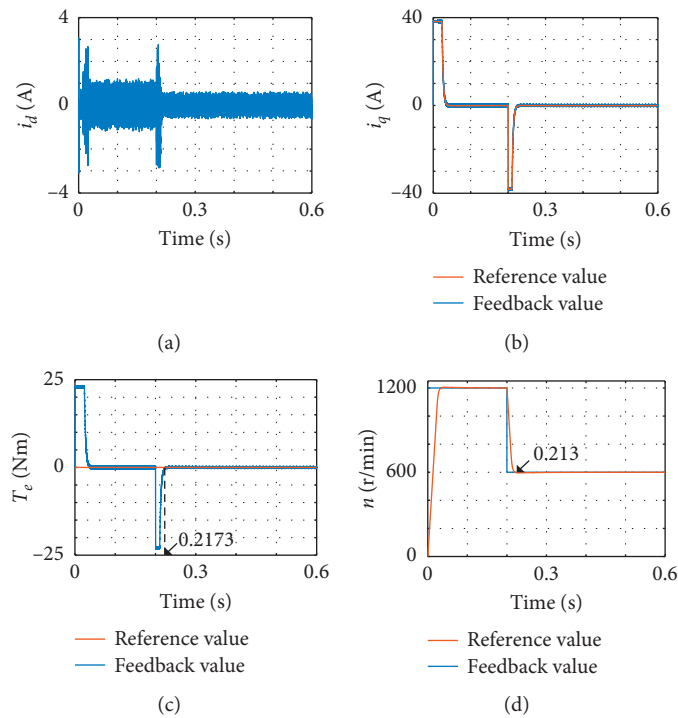 4
0
−4
i_d (A)
0
0.3
0.6
Time (s)
(a)
40
0
−40
i_q (A)
0
0.3
0.6
Time (s)
Reference value
Feedback value
(b)
25
0
−25
T_e (Nm)
0.2173
0
0.3
0.6
Time (s)
Reference value
Feedback value
(c)
1200
600
0
n (r/min)
0.213
0
0.3
0.6
Time (s)
Reference value
Feedback value
(d)